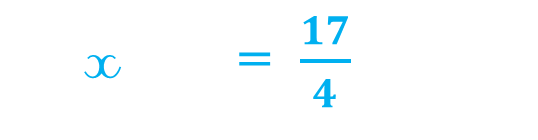 x = 17/4